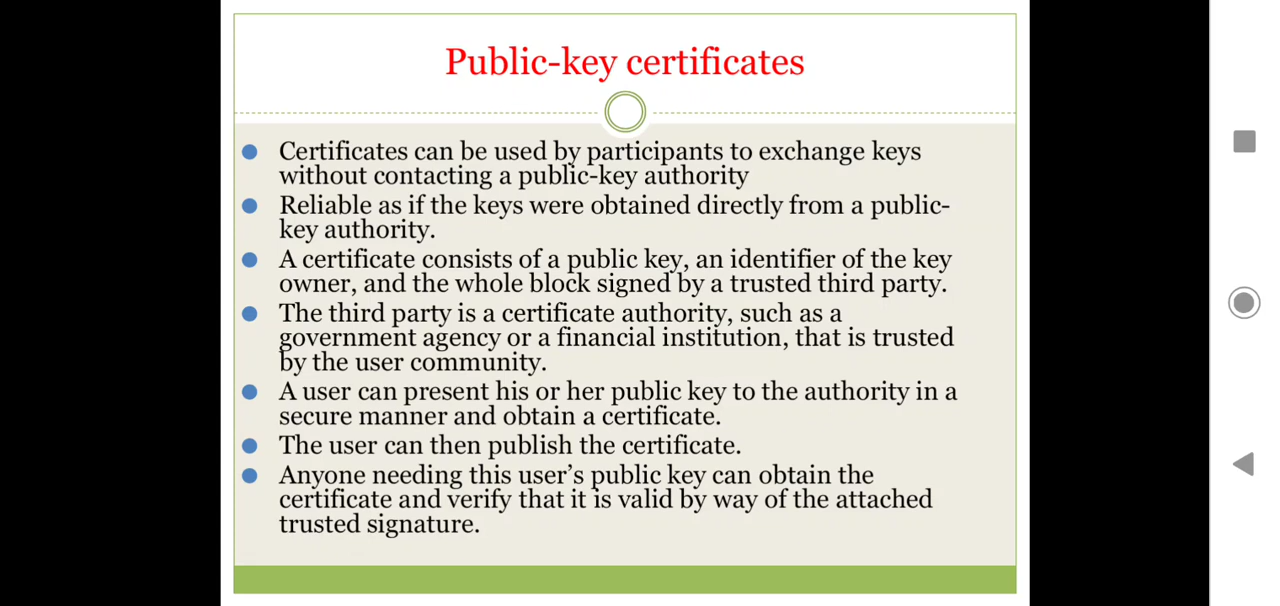 Public-key certificates
Certificates can be used by participants to exchange keys
without contacting a public-key authority
Reliable as if the keys were obtained directly from a public-
key authority.
A certificate consists of a public key, an identifier of the key
owner, and the whole block signed by a trusted third party.
The third party is a certificate authority, such as a
government agency or a financial institution, that is trusted
by the user community.
A user can present his or her public key to the authority in a
secure manner and obtain a certificate.
The user can then publish the certificate.
Anyone needing this user’s public key can obtain the
certificate and verify that it is valid by way of the attached
trusted signature.